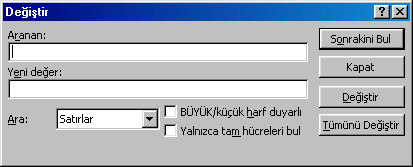 Değiştir
Aranan:
Sonrakini Bul
Kapat
Yeni değer:
Değiştir
Ara:
Satırlar
BÜYÜK/küçük harf duyarlı
Yalnızca tam hücreleri bul
Tümünü Değiştir